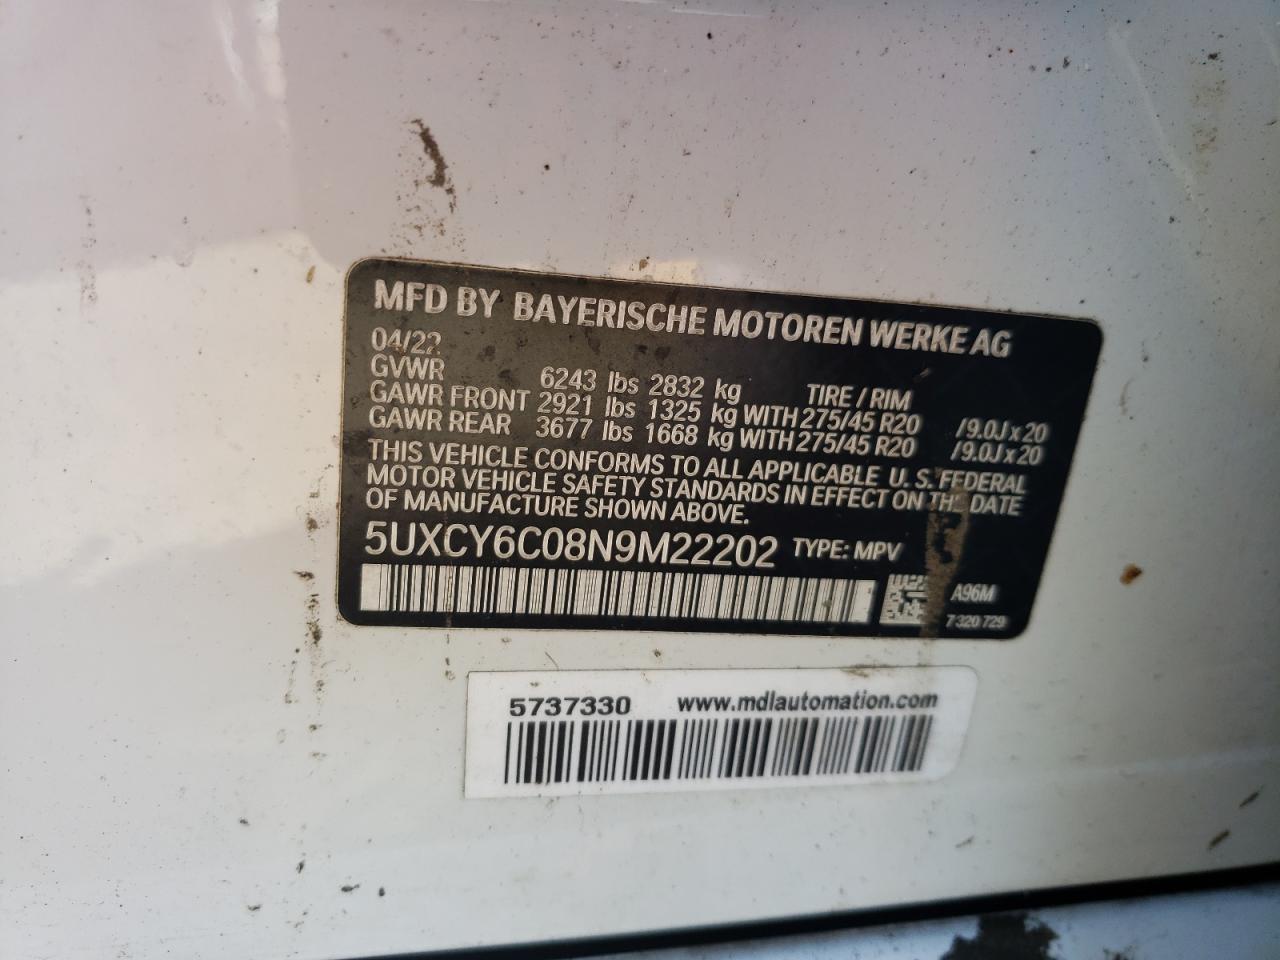 MFD BY BAYERISCHE MOTOREN WERKE AG
04/22
GVWR 6243 lbs 2832 kg TIRE / RIM
GAWR FRONT 2921 lbs 1325 kg WITH 275/45 R20 /9.0J x 20
GAWR REAR 3677 lbs 1668 kg WITH 275/45 R20 /9.0J x 20
THIS VEHICLE CONFORMS TO ALL APPLICABLE U. S. FEDERAL
MOTOR VEHICLE SAFETY STANDARDS IN EFFECT ON THE DATE
OF MANUFACTURE SHOWN ABOVE.
5UXCY6C08N9M22202 TYPE: MPV
A96M
7 320 729
5737330 www.mdlautomation.com